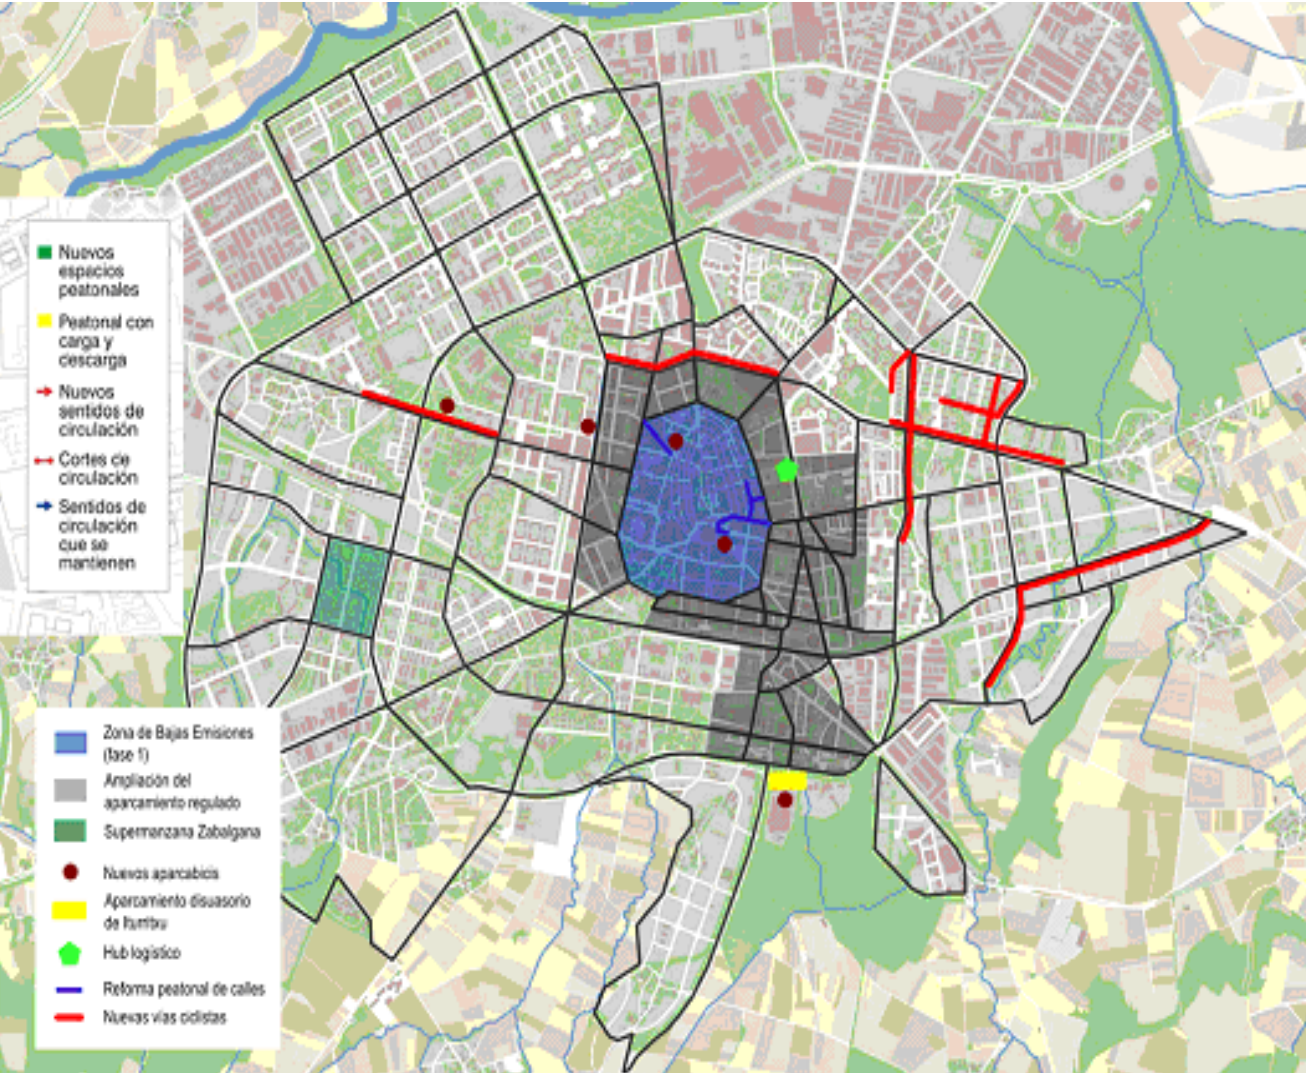 Nuevos
espacios
peatonales
Peatonal con
carga y
descarga
Nuevos
sentidos de
circulación
Cortes de
circulación
Sentidos de
circulación
que se
mantienen
Zona de Bajas Emisiones
(fase 1)
Ampliación del
aparcamiento regulado
Supermanzana Zabalgana
Nuevos aparcabicis
Aparcamiento disuasorio
de Iturritxu
Hub logístico
Reforma peatonal de calles
Nuevas vías ciclistas